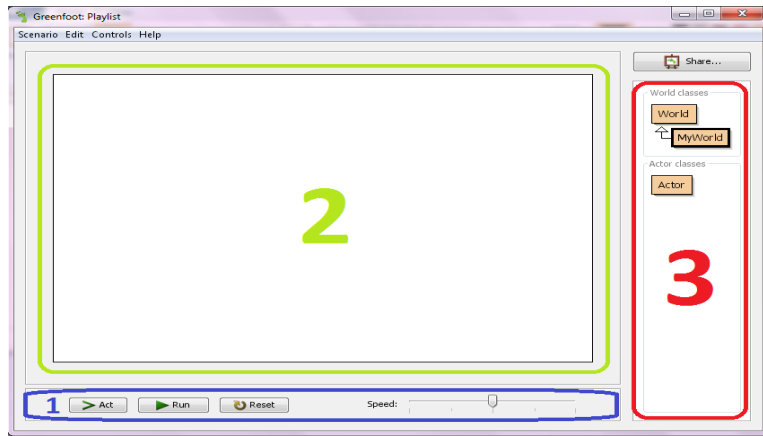 Greenfoot: Playlist
Scenario Edit Controls Help
Share...
World classes
World
MyWorld
Actor classes
Actor
2
3
1
Act
Run
Reset
Speed: